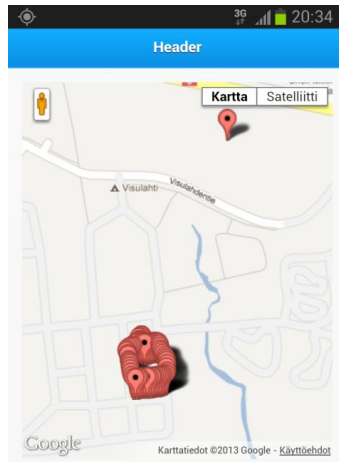 3G 20:34
Header
Kartta Satelliitti
Visulahti
Visulahdentie
Google
Karttatiedot ©2013 Google - Käyttöehdot